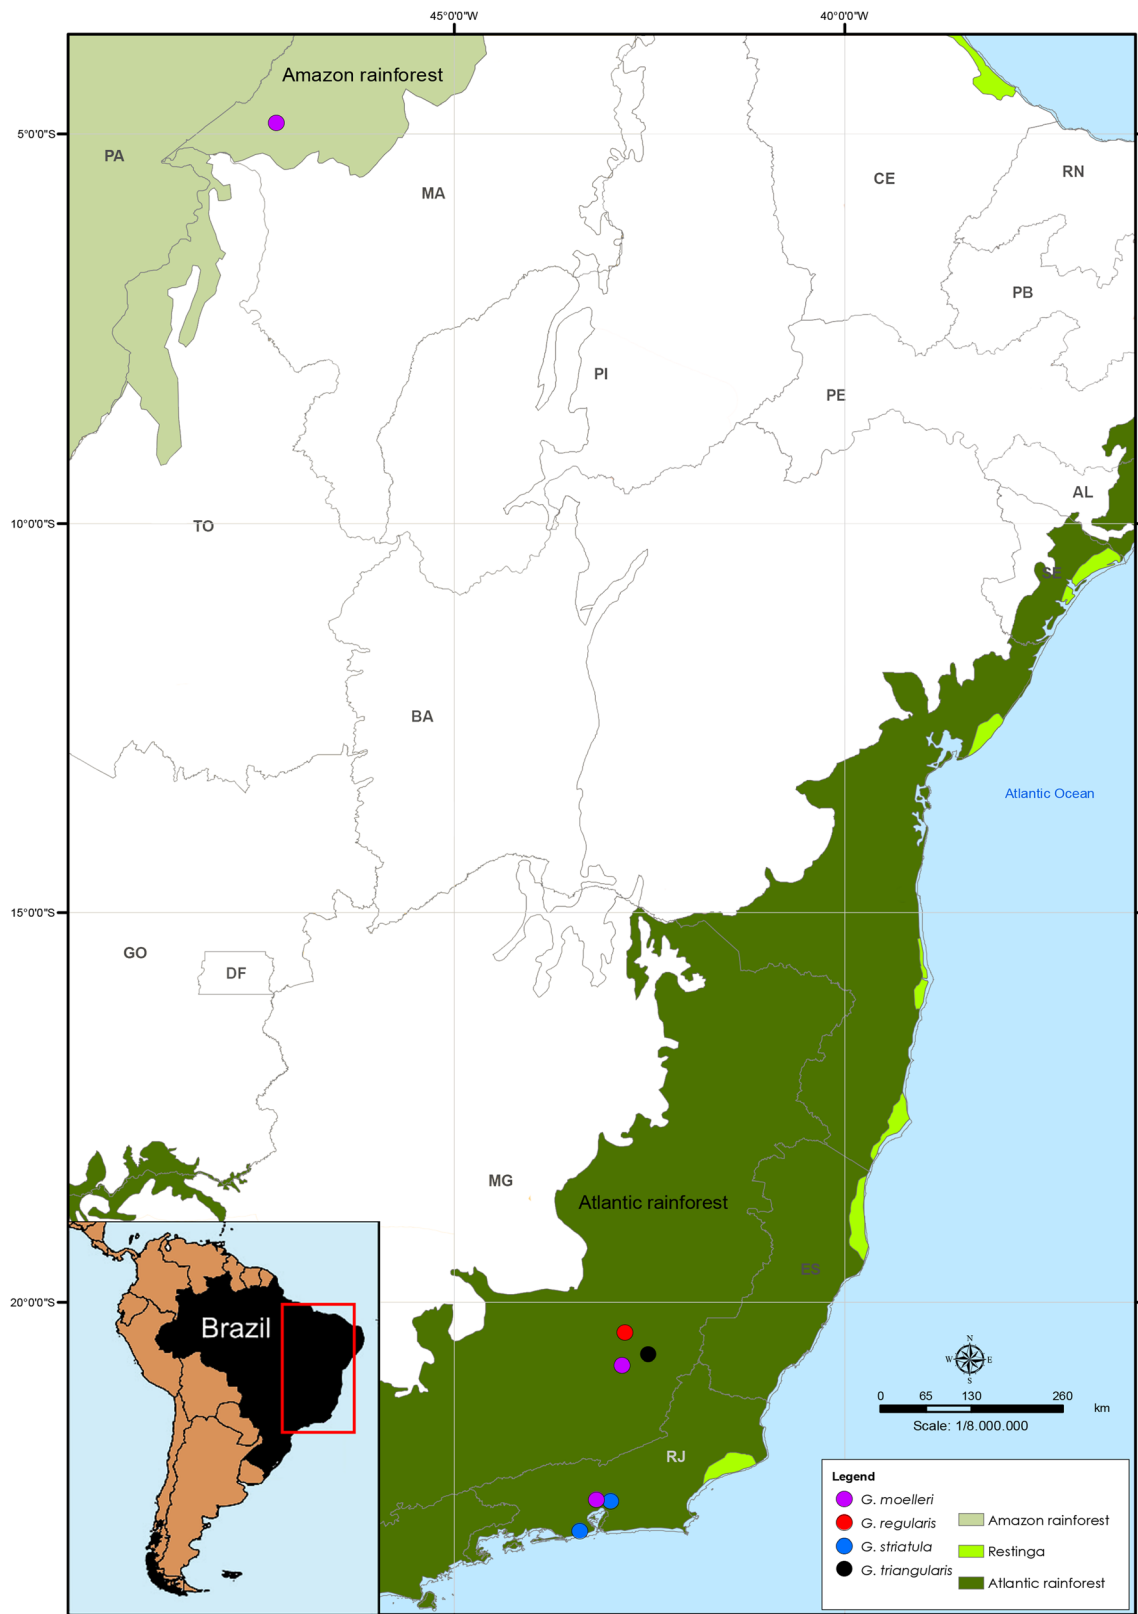 45°0'0"W
40°0'0"W
Amazon rainforest
5°0'0"S
PA
MA
CE
RN
PB
PI
PE
AL
10°0'0"S
TO
SE
BA
Atlantic Ocean
15°0'0"S
GO
DF
MG
Atlantic rainforest
ES
20°0'0"S
Brazil
N
W E
S
0 65 130 260
km
Scale: 1/8.000.000
RJ
Legend
G. moelleri
G. regularis
G. striatula
G. triangularis
Amazon rainforest
Restinga
Atlantic rainforest